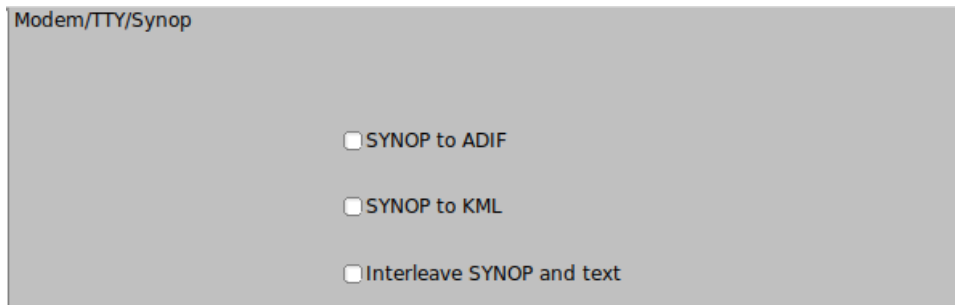 Modem/TTY/Synop
SYNOP to ADIF
SYNOP to KML
Interleave SYNOP and text